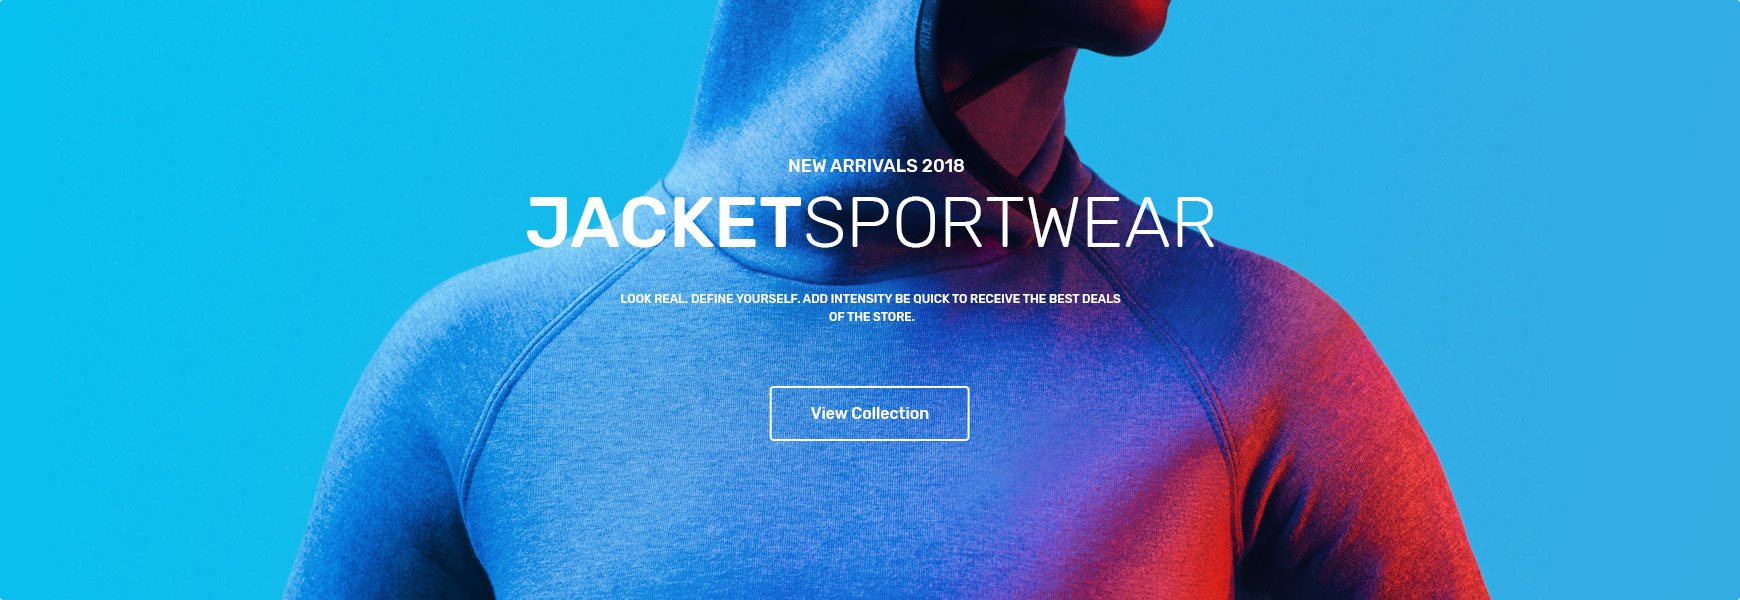 NEW ARRIVALS 2018
JACKETSPORTWEAR
LOOK REAL. DEFINE YOURSELF. ADD INTENSITY BE QUICK TO RECEIVE THE BEST DEALS
OF THE STORE.
View Collection